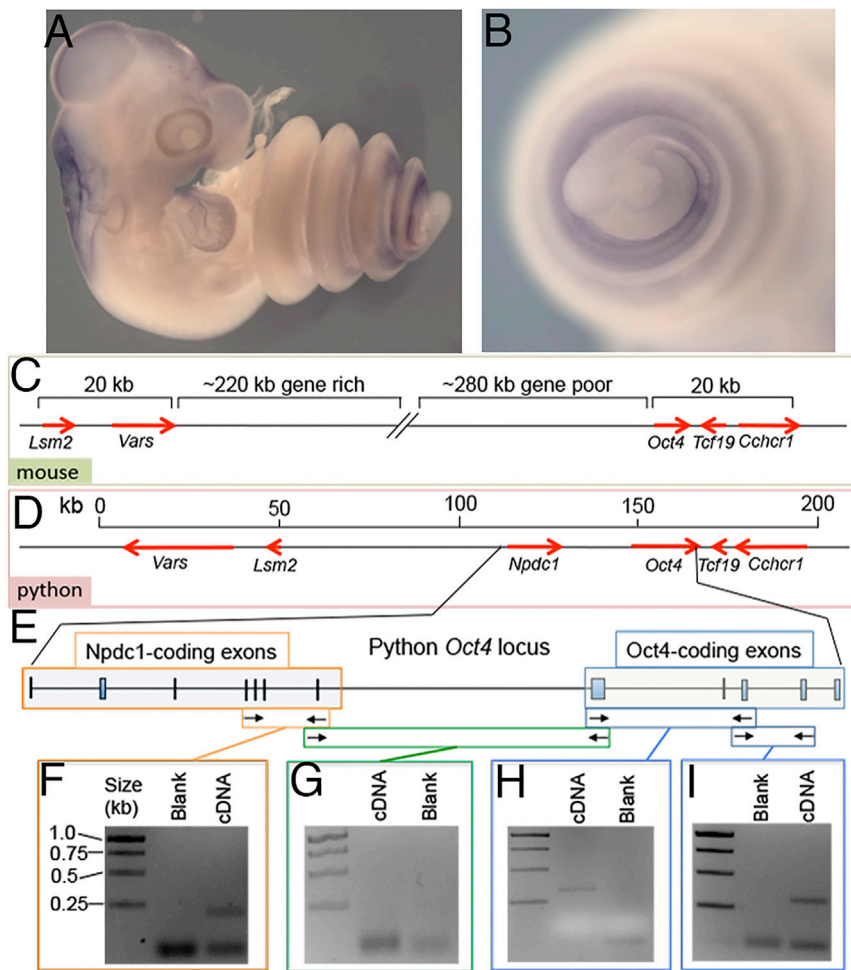 A
B
C
20 kb
~220 kb gene rich
~280 kb gene poor
20 kb
Lsm2
Vars
Oct4
Tcf19
Cchcr1
mouse
D
kb
0
50
100
150
200
Vars
Lsm2
Npdc1
Oct4
Tcf19
Cchcr1
python
E
Npdc1-coding exons
Python Oct4 locus
Oct4-coding exons
F
Size
(kb)
Blank
cDNA
1.0
0.75
0.5
0.25
G
cDNA
Blank
H
cDNA
Blank
I
Blank
cDNA